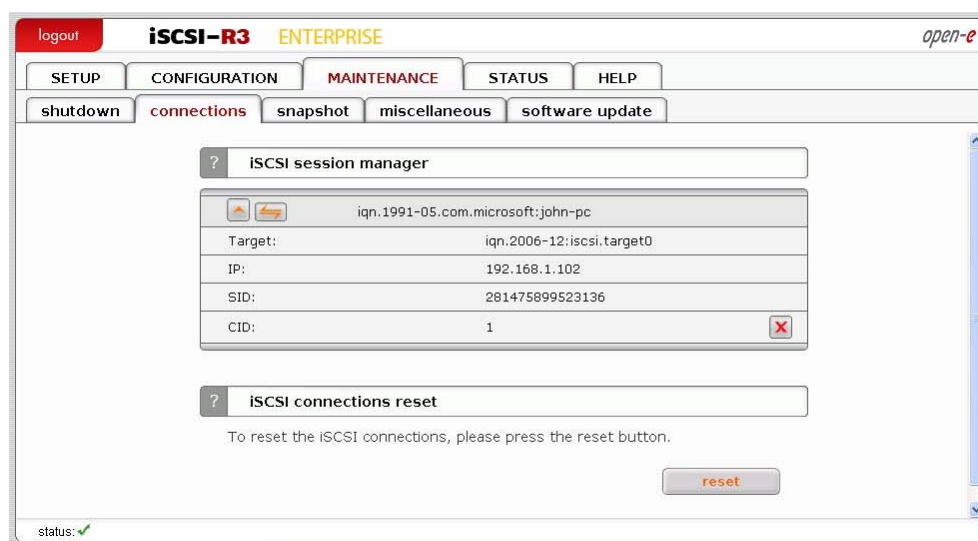 logout iSCSI-R3 ENTERPRISE open-e
SETUP CONFIGURATION MAINTENANCE STATUS HELP
shutdown connections snapshot miscellaneous software update
? iSCSI session manager
iqn.1991-05.com.microsoft:john-pc
Target: iqn.2006-12:iscsi.target0
IP: 192.168.1.102
SID: 281475899523136
CID: 1
? iSCSI connections reset
To reset the iSCSI connections, please press the reset button.
reset
status: